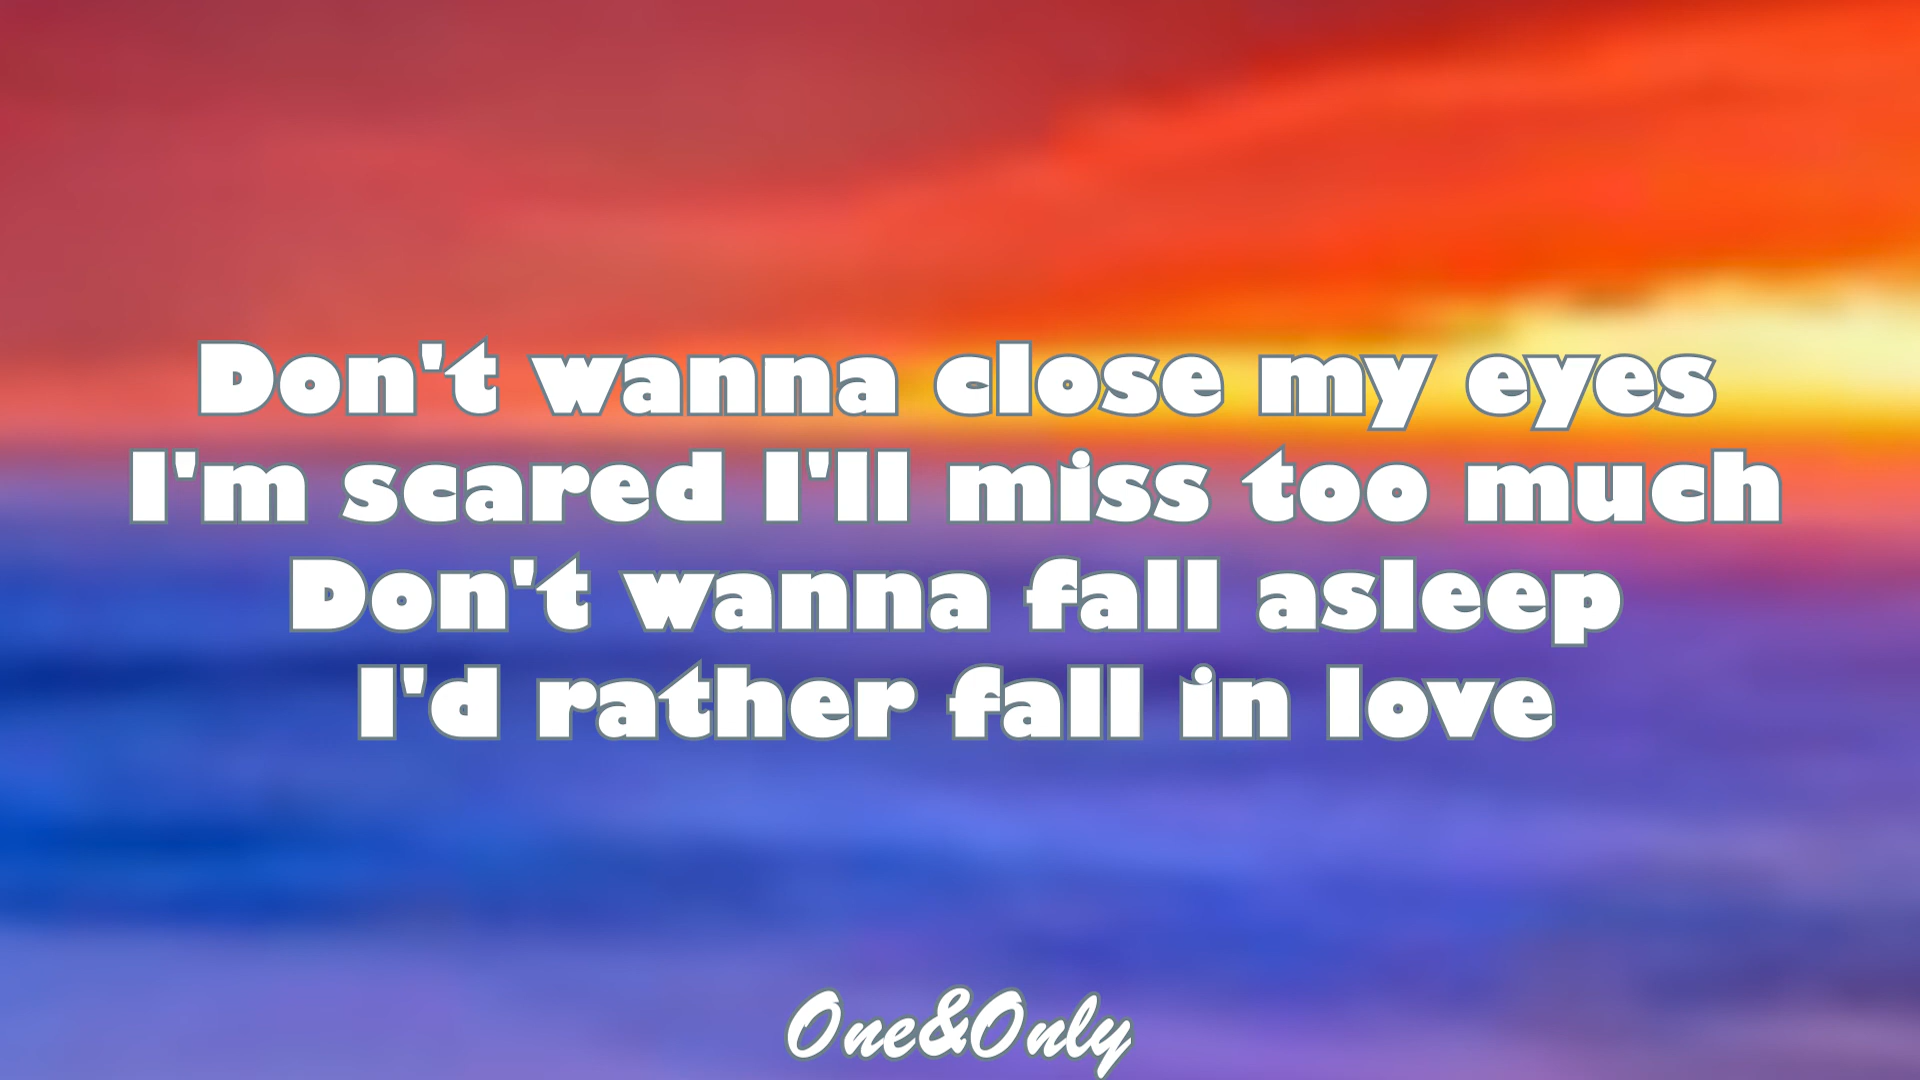 Don't wanna close my eyes
I'm scared I'll miss too much
Don't wanna fall asleep
I'd rather fall in love
One&Only